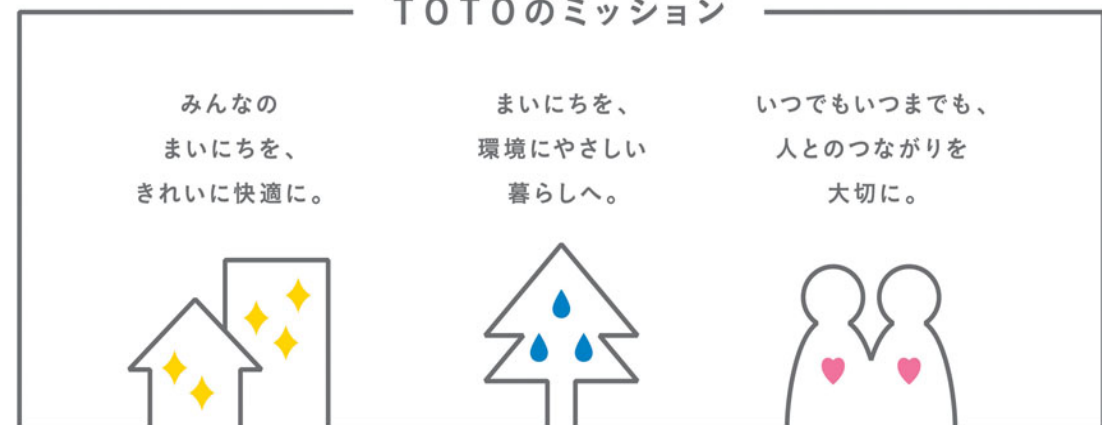 TOTOのミッション
みんなの
まいにちを、
きれいに快適に。
まいにちを、
環境にやさしい
暮らしへ。
いつでもいつまでも、
人とのつながりを
大切に。